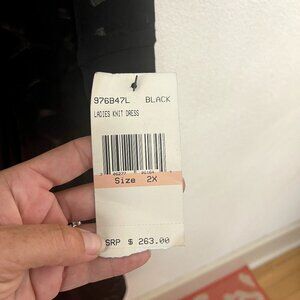 976B47L BLACK
LADIES KNIT DRESS
Size 2X
SRP $ 263.00